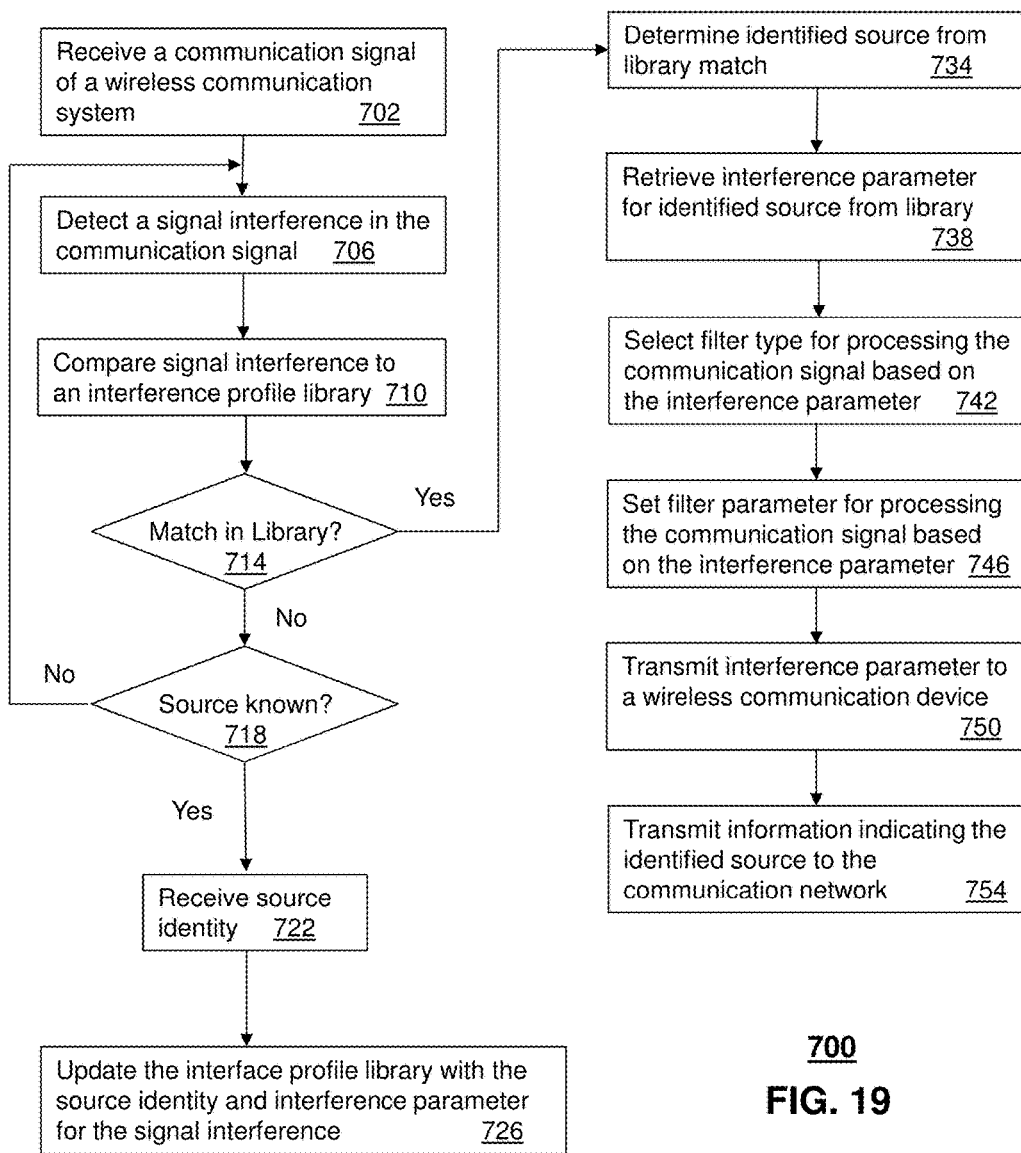 Receive a communication signal
of a wireless communication
system 702
Detect a signal interference in the
communication signal 706
Compare signal interference to
an interference profile library 710
Match in Library?
714
Yes
No
Source known?
718
No
Yes
Receive source
identity 722
Update the interface profile library with the
source identity and interference parameter
for the signal interference 726
Determine identified source from
library match 734
Retrieve interference parameter
for identified source from library
738
Select filter type for processing the
communication signal based on
the interference parameter 742
Set filter parameter for processing
the communication signal based
on the interference parameter 746
Transmit interference parameter to
a wireless communication device
750
Transmit information indicating the
identified source to the
communication network 754
700
FIG. 19